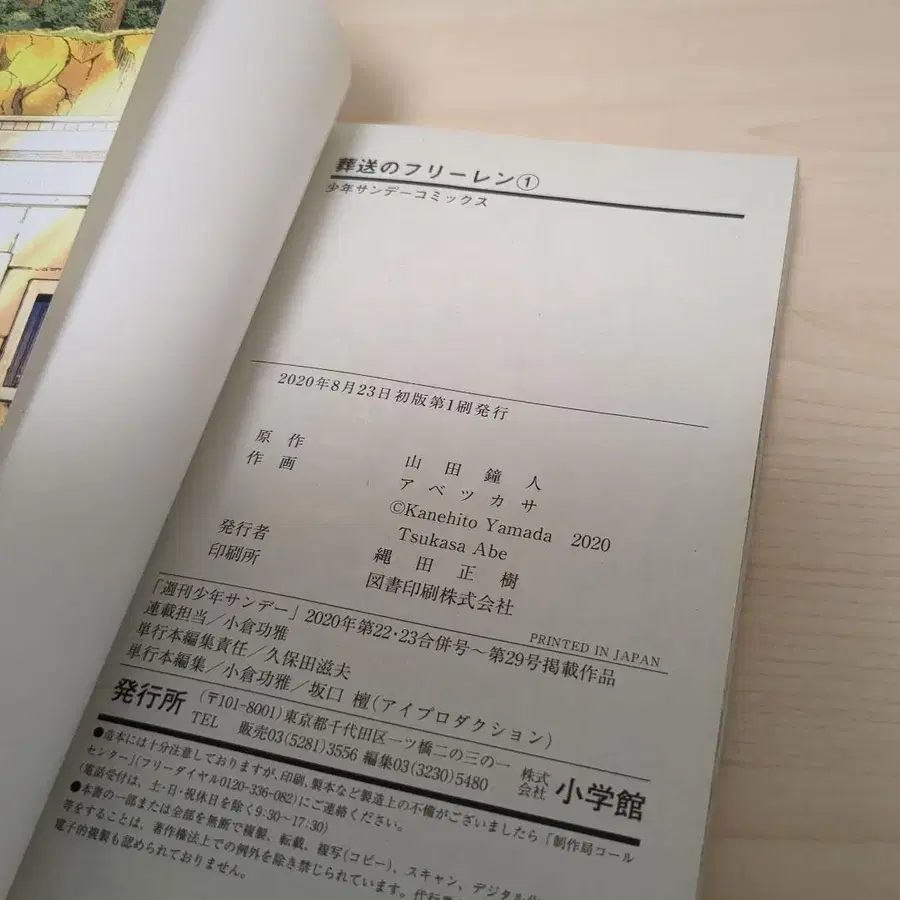 葬送のフリーレン①
少年サンデーコミックス
2020年8月23日初版第1刷発行
原作 山田鐘人
作画 アベツカサ
©Kanehito Yamada 2020
Tsukasa Abe
発行者 縄田正樹
印刷所 図書印刷株式会社
PRINTED IN JAPAN
「週刊少年サンデー」2020年第22・23合併号〜第29号掲載作品
連載担当／小倉功雅
単行本編集責任／久保田滋夫
単行本編集／小倉功雅／坂口 檀(アイプロダクション)
発行所 (〒101-8001)東京都千代田区一ツ橋二の三の一 株式会社 小学館
TEL 販売03(5281)3556 編集03(3230)5480
●造本には十分注意しておりますが、印刷、製本など製造上の不備がございましたら「制作局コール
センター」(フリーダイヤル0120-336-082)にご連絡ください。
(電話受付は、土・日・祝休日を除く9:30〜17:30)
●本書の一部または全部を無断で複製、転載、複写(コピー)、スキャン、デジタル化
等をすることは、著作権法上での例外を除き禁じられています。代行
電子的複製も認められておりません。